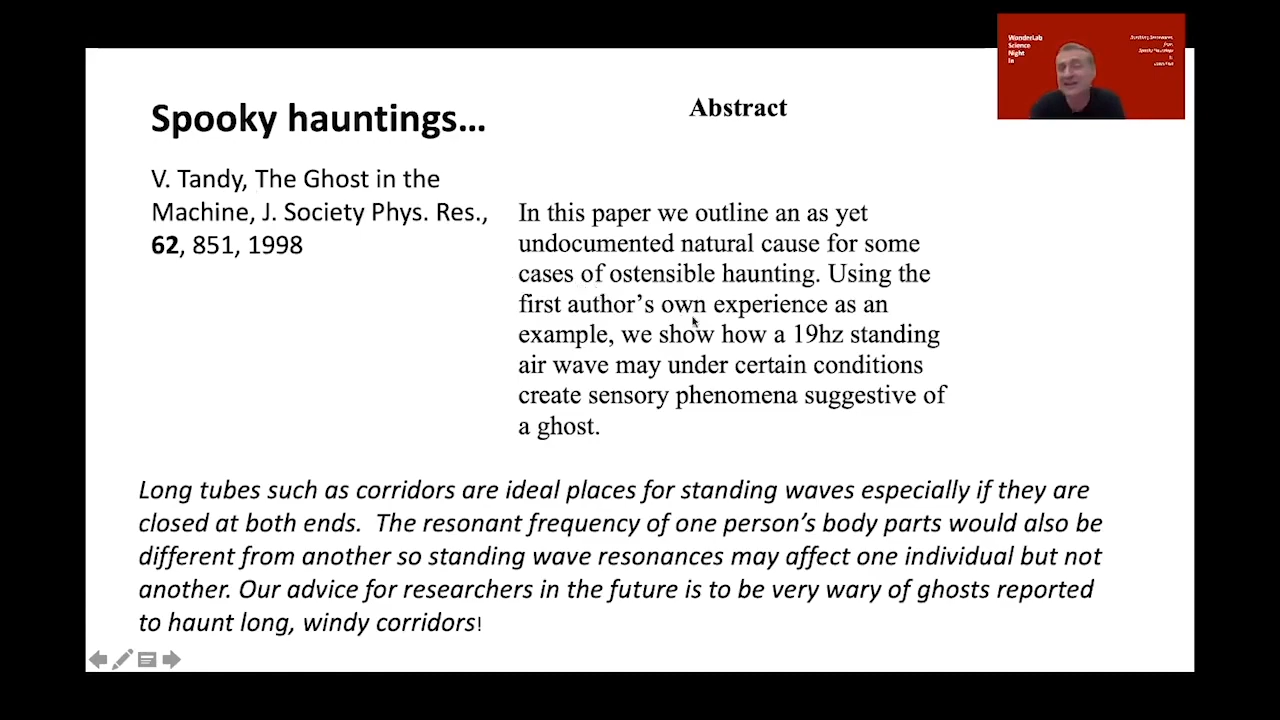 Spooky hauntings...
V. Tandy, The Ghost in the
Machine, J. Society Phys. Res.,
62, 851, 1998
Abstract
In this paper we outline an as yet
undocumented natural cause for some
cases of ostensible haunting. Using the
first author's own experience as an
example, we show how a 19hz standing
air wave may under certain conditions
create sensory phenomena suggestive of
a ghost.
Long tubes such as corridors are ideal places for standing waves especially if they are
closed at both ends. The resonant frequency of one person's body parts would also be
different from another so standing wave resonances may affect one individual but not
another. Our advice for researchers in the future is to be very wary of ghosts reported
to haunt long, windy corridors!
WonderLab
Science
Night
In
from